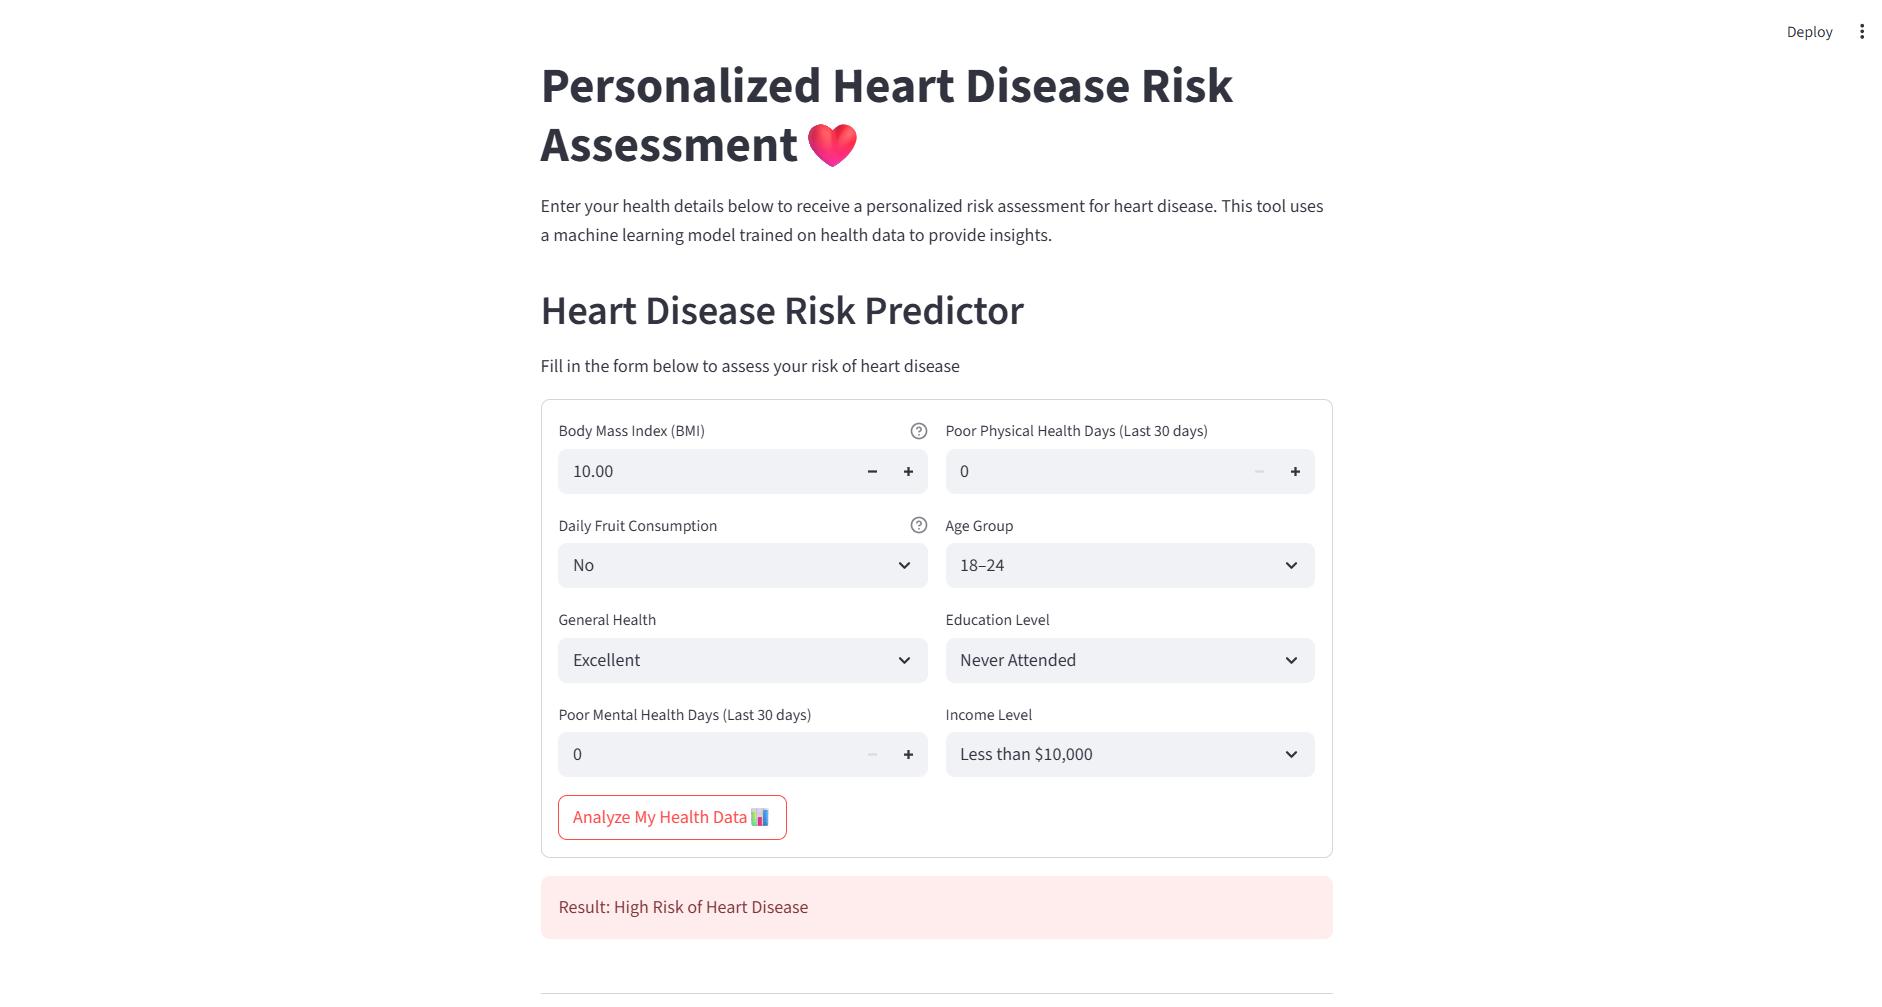 Deploy
Personalized Heart Disease Risk
Assessment ❤️
Enter your health details below to receive a personalized risk assessment for heart disease. This tool uses
a machine learning model trained on health data to provide insights.
Heart Disease Risk Predictor
Fill in the form below to assess your risk of heart disease
Body Mass Index (BMI)
10.00
Poor Physical Health Days (Last 30 days)
0
Daily Fruit Consumption
No
Age Group
18–24
General Health
Excellent
Education Level
Never Attended
Poor Mental Health Days (Last 30 days)
0
Income Level
Less than $10,000
Analyze My Health Data 📊
Result: High Risk of Heart Disease